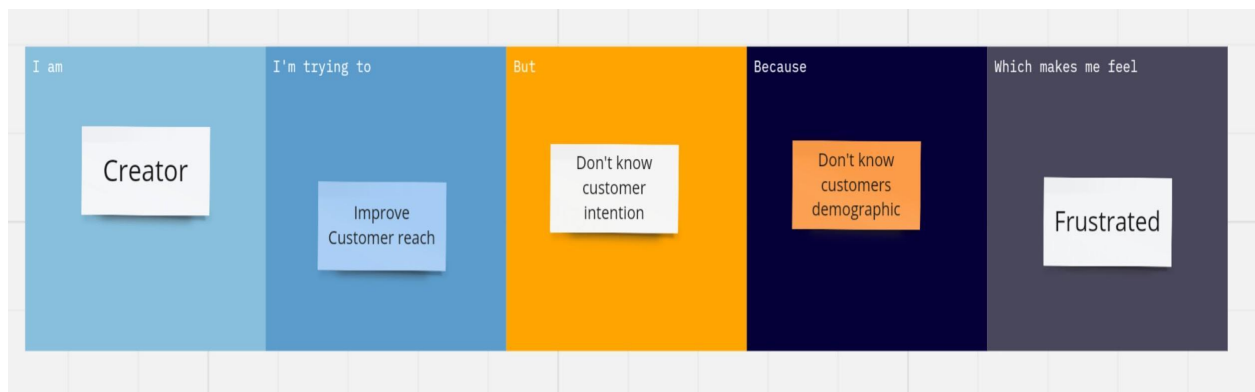 I am
Creator
I'm trying to
Improve
Customer reach
But
Don't know
customer
intention
Because
Don't know
customers
demographic
Which makes me feel
Frustrated